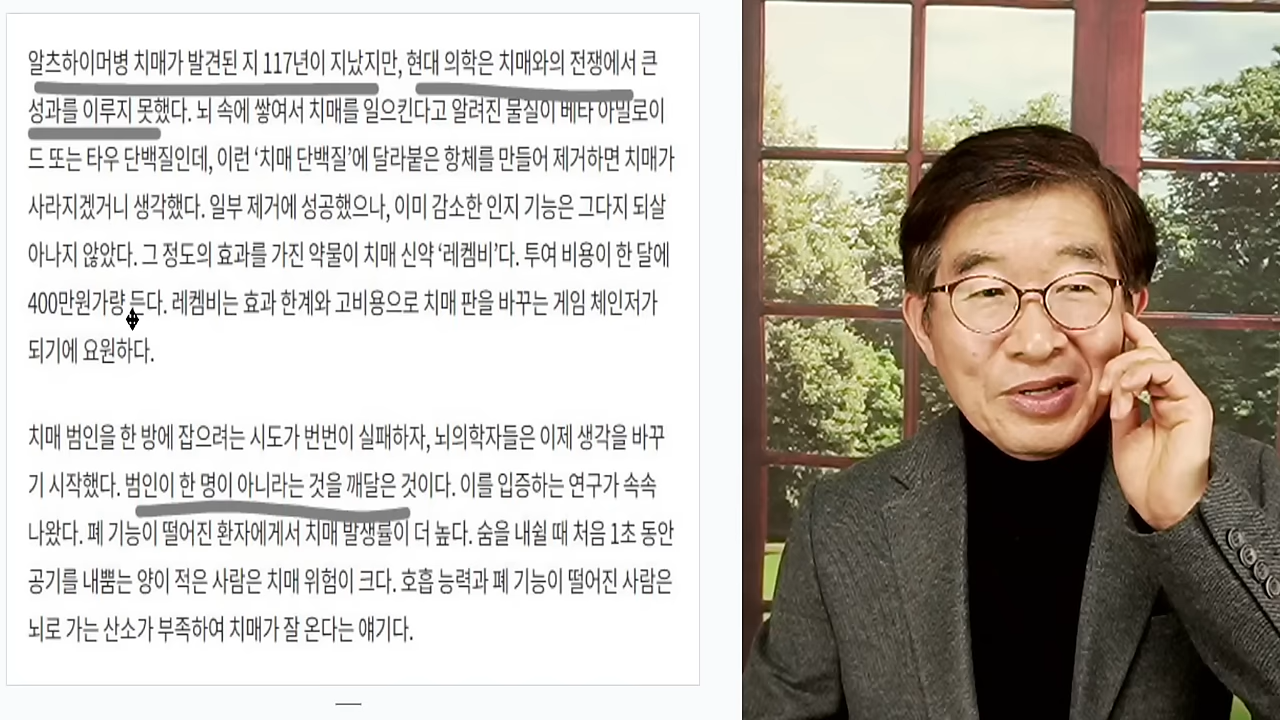 알츠하이머병 치매가 발견된 지 117년이 지났지만, 현대 의학은 치매와의 전쟁에서 큰
성과를 이루지 못했다. 뇌 속에 쌓여서 치매를 일으킨다고 알려진 물질이 베타 아밀로이
드 또는 타우 단백질인데, 이런 ‘치매 단백질’에 달라붙은 항체를 만들어 제거하면 치매가
사라지겠거니 생각했다. 일부 제거에 성공했으나, 이미 감소한 인지 기능은 그다지 되살
아나지 않았다. 그 정도의 효과를 가진 약물이 치매 신약 ‘레켐비’다. 투여 비용이 한 달에
400만원가량 든다. 레켐비는 효과 한계와 고비용으로 치매 판을 바꾸는 게임 체인저가
되기에 요원하다.
치매 범인을 한 방에 잡으려는 시도가 번번이 실패하자, 뇌의학자들은 이제 생각을 바꾸
기 시작했다. 범인이 한 명이 아니라는 것을 깨달은 것이다. 이를 입증하는 연구가 속속
나왔다. 폐 기능이 떨어진 환자에게서 치매 발생률이 더 높다. 숨을 내쉴 때 처음 1초 동안
공기를 내뿜는 양이 적은 사람은 치매 위험이 크다. 호흡 능력과 폐 기능이 떨어진 사람은
뇌로 가는 산소가 부족하여 치매가 잘 온다는 얘기다.